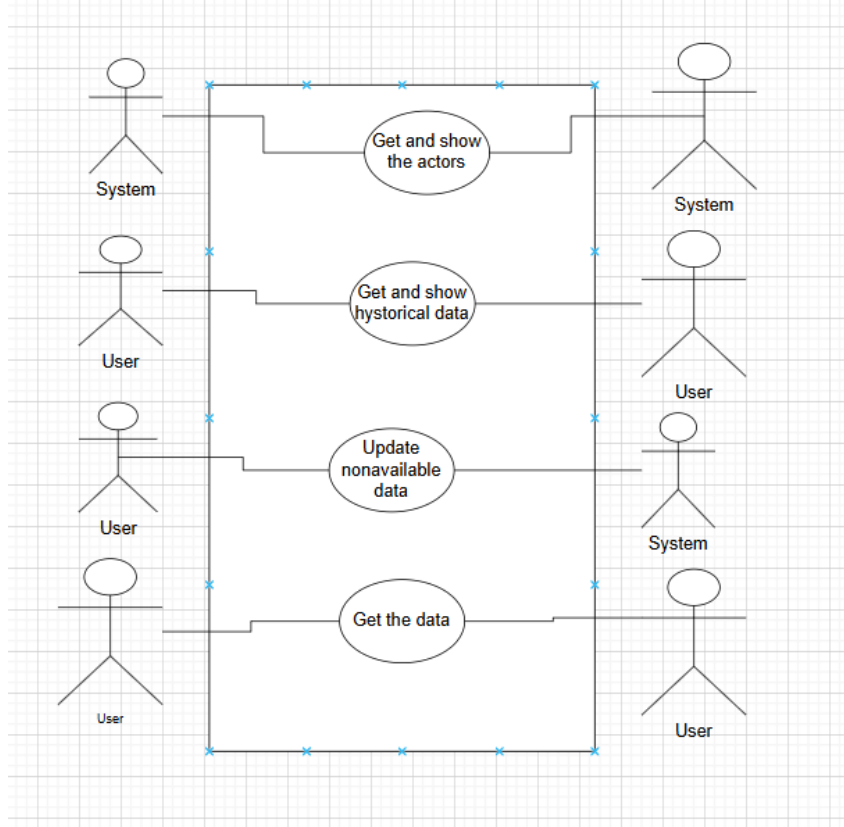 System
Get and show
the actors
System
User
Get and show
hystorical data
User
User
Update
nonavailable
data
System
User
Get the data
User